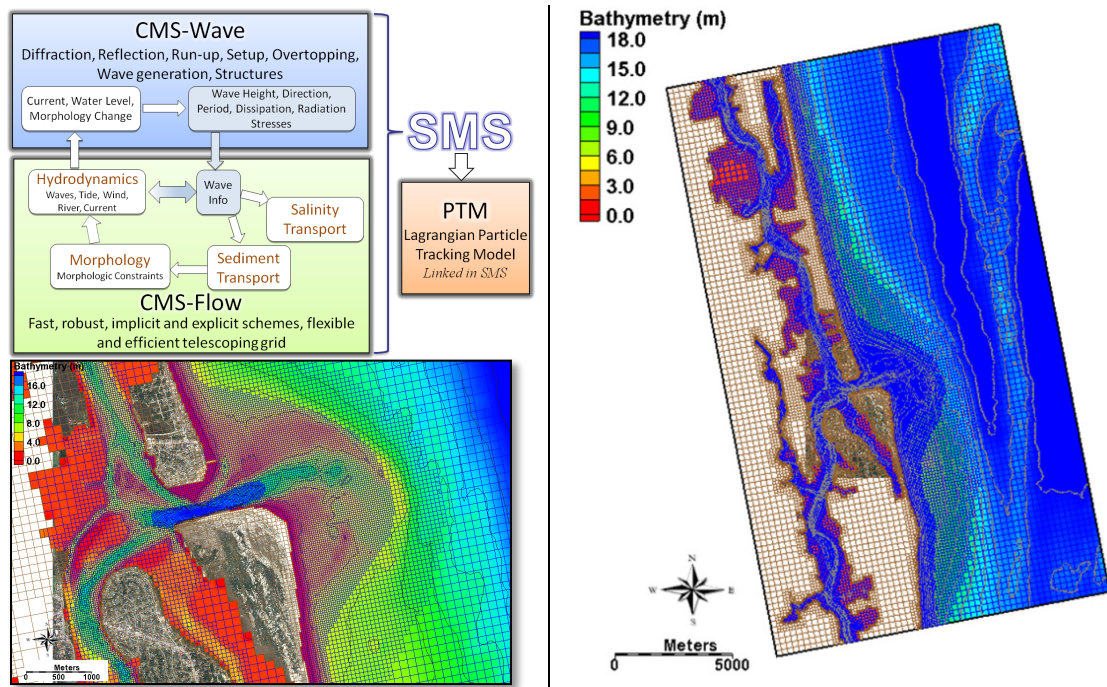 CMS-Wave
Diffraction, Reflection, Run-up, Setup, Overtopping,
Wave generation, Structures
Current, Water Level,
Morphology Change
Wave Height, Direction,
Period, Dissipation, Radiation
Stresses
Hydrodynamics
Waves, Tide, Wind,
River, Current
Wave
Info
Salinity
Transport
Morphology
Morphologic Constraints
Sediment
Transport
CMS-Flow
Fast, robust, implicit and explicit schemes, flexible
and efficient telescoping grid
SMS
PTM
Lagrangian Particle
Tracking Model
Linked in SMS
Bathymetry (m)
16.0
12.0
8.0
4.0
0.0
Meters
0 500 1000
Bathymetry (m)
18.0
15.0
12.0
9.0
6.0
3.0
0.0
N
W E
S
Meters
0 5000